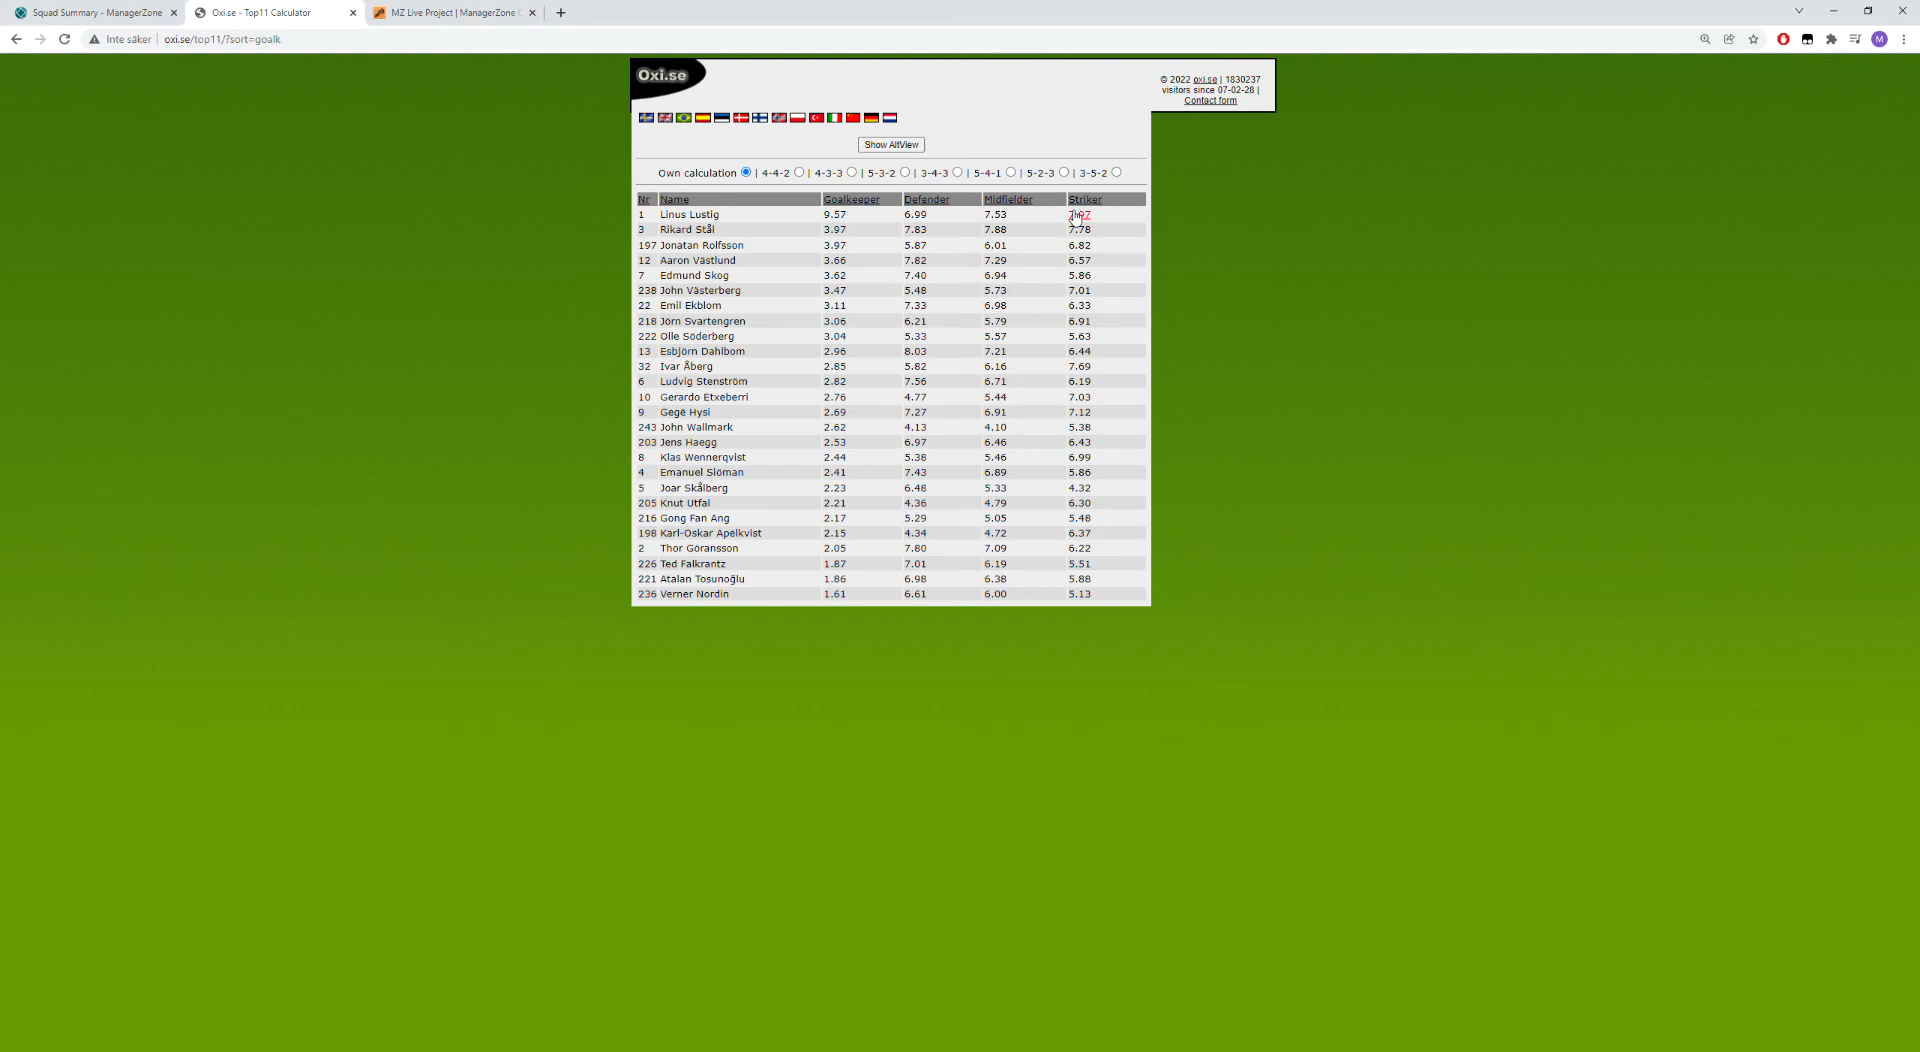 Squad Summary - ManagerZone
Oxi.se - Top11 Calculator
MZ Live Project | ManagerZone
Inte säker | oxi.se/top11/?sort=goalk
M
Oxi.se
© 2022 oxi.se | 1830237
visitors since 07-02-28 |
Contact form
Show AltView
Own calculation | 4-4-2 | 4-3-3 | 5-3-2 | 3-4-3 | 5-4-1 | 5-2-3 | 3-5-2
Nr Name Goalkeeper Defender Midfielder Striker
1 Linus Lustig 9.57 6.99 7.53
3 Rikard Stål 3.97 7.83 7.88 7.78
197 Jonatan Rolfsson 3.97 5.87 6.01 6.82
12 Aaron Västlund 3.66 7.82 7.29 6.57
7 Edmund Skog 3.62 7.40 6.94 5.86
238 John Västerberg 3.47 5.48 5.73 7.01
22 Emil Ekblom 3.11 7.33 6.98 6.33
218 Jörn Svartengren 3.06 6.21 5.79 6.91
222 Olle Söderberg 3.04 5.33 5.57 5.63
13 Esbjörn Dahlbom 2.96 8.03 7.21 6.44
32 Ivar Åberg 2.85 5.82 6.16 7.69
6 Ludvig Stenström 2.82 7.56 6.71 6.19
10 Gerardo Etxeberri 2.76 4.77 5.44 7.03
9 Gegë Hysi 2.69 7.27 6.91 7.12
243 John Wallmark 2.62 4.13 4.10 5.38
203 Jens Haegg 2.53 6.97 6.46 6.43
8 Klas Wennerqvist 2.44 5.38 5.46 6.99
4 Emanuel Slöman 2.41 7.43 6.89 5.86
5 Joar Skålberg 2.23 6.48 5.33 4.32
205 Knut Utfal 2.21 4.36 4.79 6.30
216 Gong Fan Ang 2.17 5.29 5.05 5.48
198 Karl-Oskar Apelkvist 2.15 4.34 4.72 6.37
2 Thor Göransson 2.05 7.80 7.09 6.22
226 Ted Falkrantz 1.87 7.01 6.19 5.51
221 Atalan Tosunoğlu 1.86 6.98 6.38 5.88
236 Verner Nordin 1.61 6.61 6.00 5.13